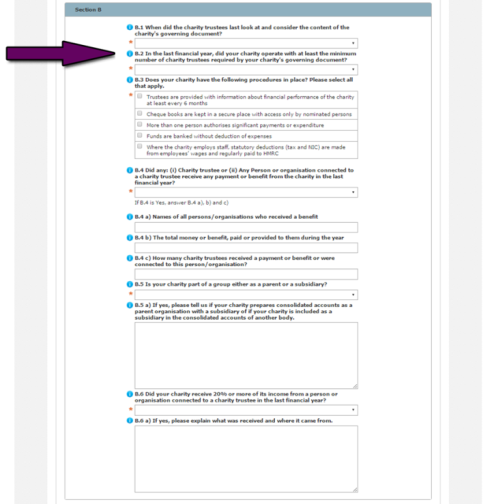 Section B
B.1 When did the charity trustees last look at and consider the content of the
charity's governing document?
*
B.2 In the last financial year, did your charity operate with at least the minimum
number of charity trustees required by your charity's governing document?
*
B.3 Does your charity have the following procedures in place? Please select all
that apply.
*
Trustees are provided with information about financial performance of the charity
at least every 6 months
Cheque books are kept in a secure place with access only by nominated persons
More than one person authorises significant payments or expenditure
Funds are banked without deduction of expenses
Where the charity employs staff, statutory deductions (tax and NIC) are made
from employees' wages and regularly paid to HMRC
B.4 Did any: (i) Charity trustee or (ii) Any Person or organisation connected to
a charity trustee receive any payment or benefit from the charity in the last
financial year?
*
If B.4 is Yes, answer B.4 a), b) and c)
B.4 a) Names of all persons/organisations who received a benefit
B.4 b) The total money or benefit, paid or provided to them during the year
B.4 c) How many charity trustees received a payment or benefit or were
connected to this person/organisation?
B.5 Is your charity part of a group either as a parent or a subsidiary?
*
B.5 a) If yes, please tell us if your charity prepares consolidated accounts as a
parent organisation with a subsidiary of if your charity is included as a
subsidiary in the consolidated accounts of another body.
B.6 Did your charity receive 20% or more of its income from a person or
organisation connected to a charity trustee in the last financial year?
*
B.6 a) If yes, please explain what was received and where it came from.